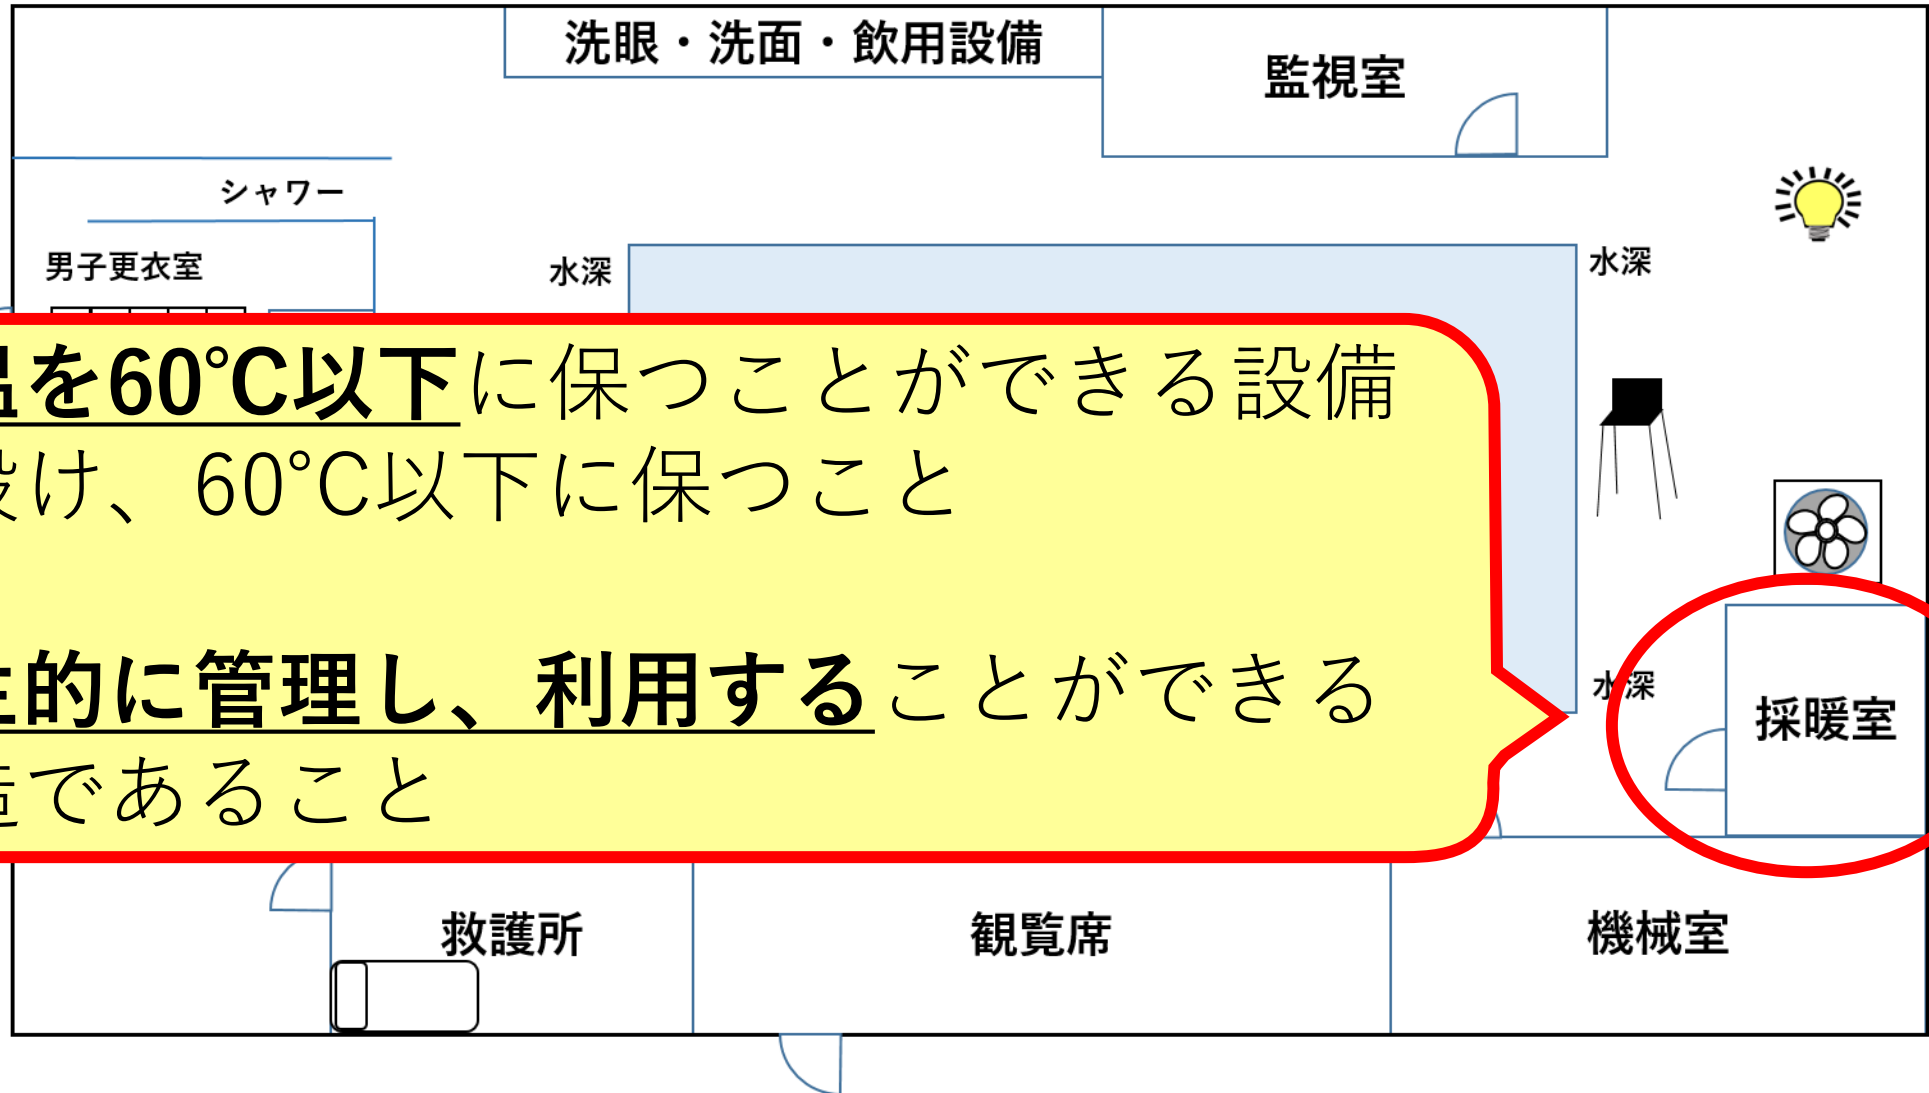 洗眼・洗面・飲用設備
監視室
シャワー
男子更衣室
水深
水深
を60℃以下に保つことができる設備
け、60℃以下に保つこと
的に管理し、利用することができる
であること
水深
採暖室
救護所
観覧席
機械室